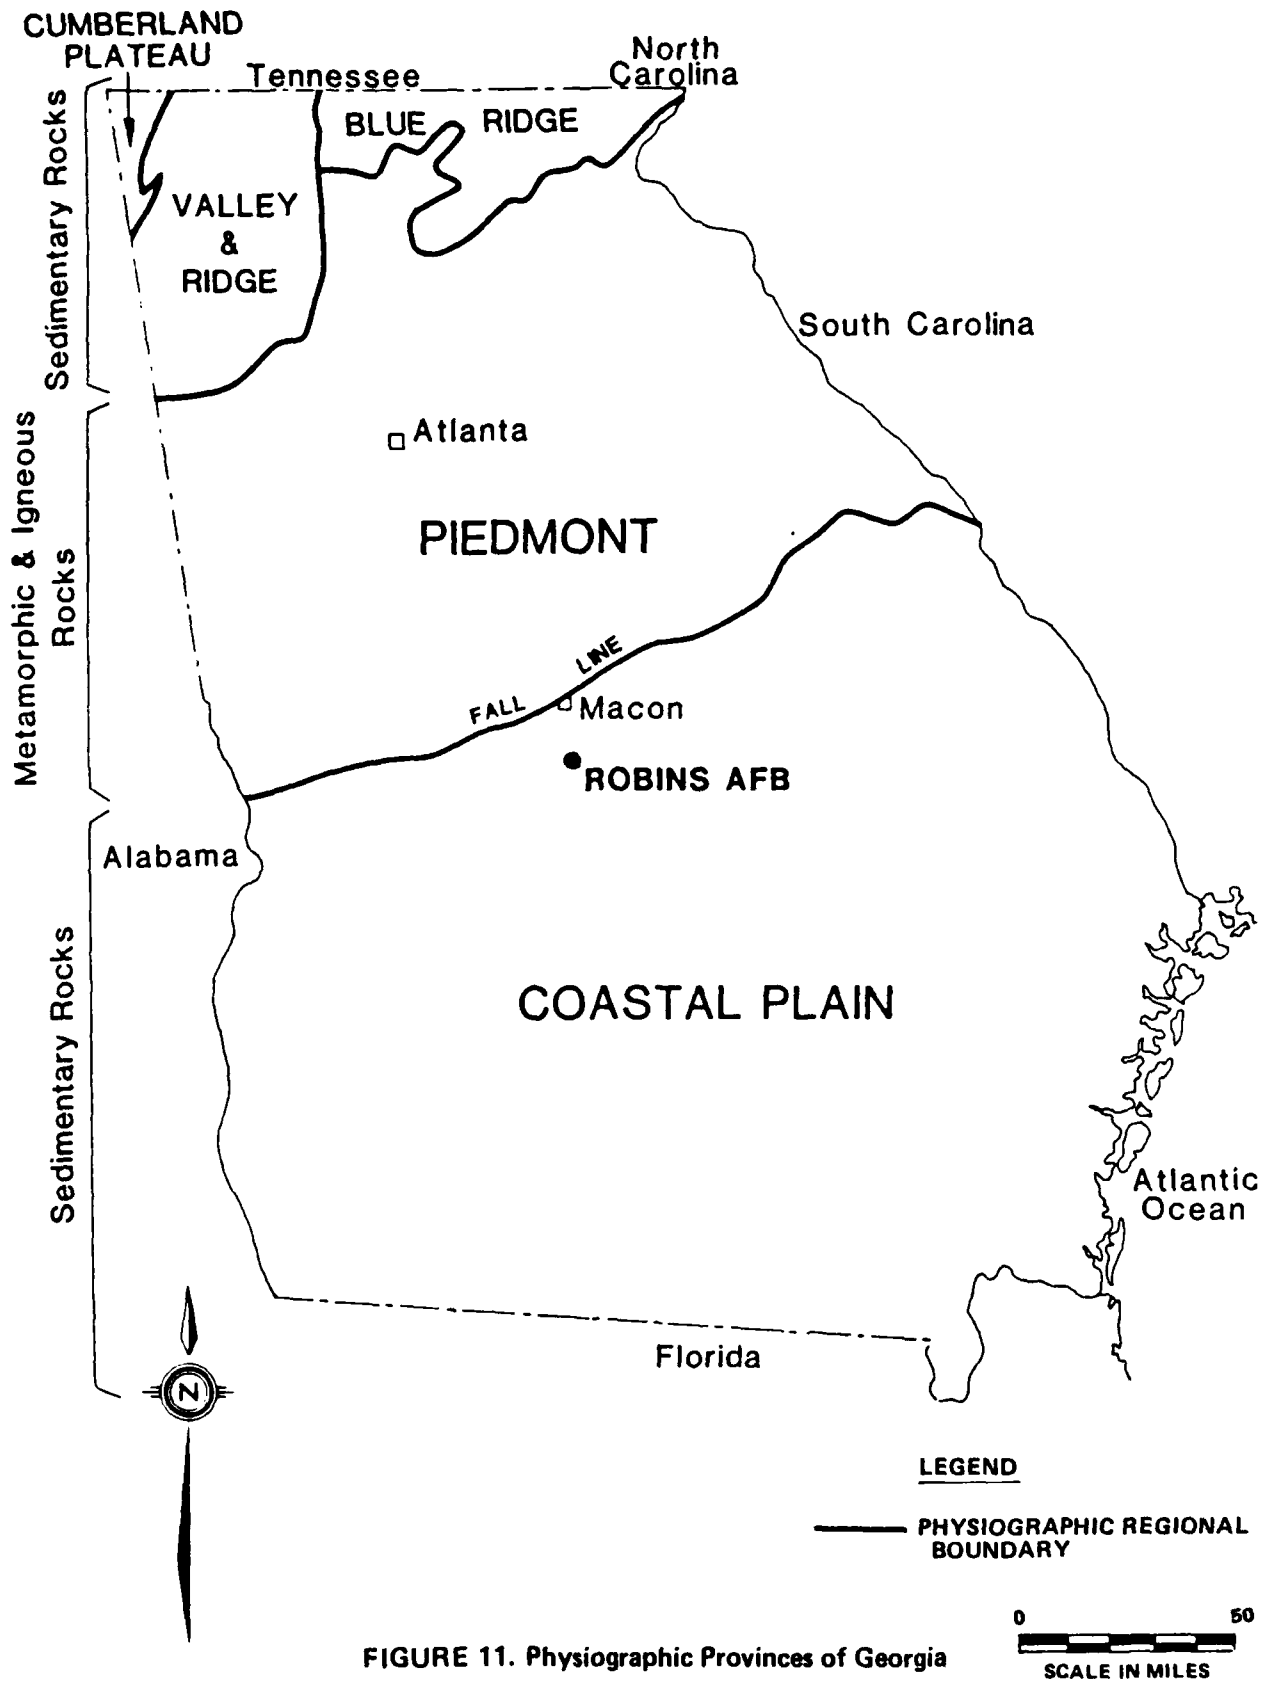 CUMBERLAND
PLATEAU
Tennessee
North
Carolina
BLUE RIDGE
VALLEY
&
RIDGE
Sedimentary Rocks
South Carolina
Atlanta
PIEDMONT
Metamorphic & Igneous
Rocks
FALL LINE
Macon
ROBINS AFB
Alabama
COASTAL PLAIN
Sedimentary Rocks
Atlantic
Ocean
Florida
N
LEGEND
PHYSIOGRAPHIC REGIONAL
BOUNDARY
0 50
SCALE IN MILES
FIGURE 11. Physiographic Provinces of Georgia